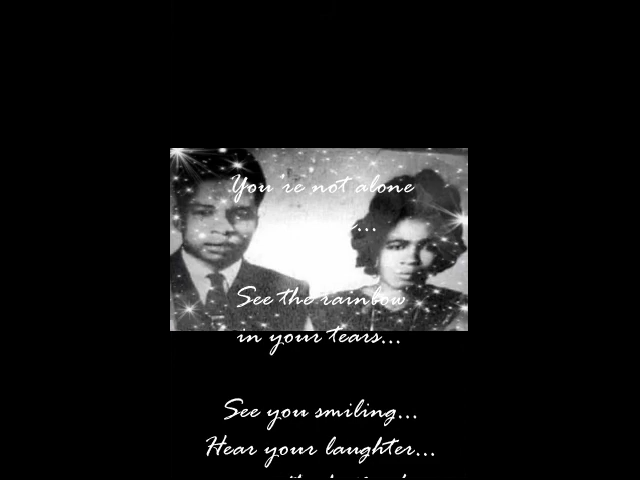 You're not alone
See the rainbow
in your tears...
See you smiling...
Hear your laughter...